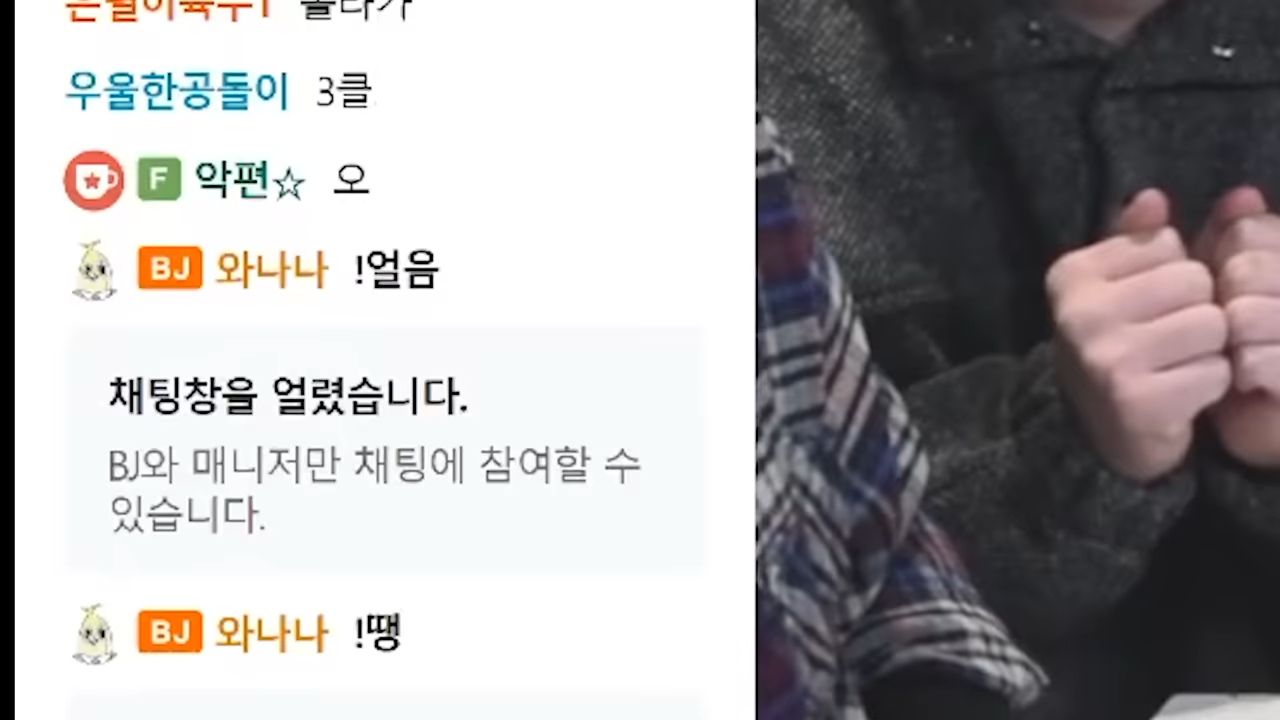 우울한공돌이 3클
F 악편☆ 오
BJ 와나나 !얼음
채팅창을 얼렸습니다.
BJ와 매니저만 채팅에 참여할 수
있습니다.
BJ 와나나 !땡